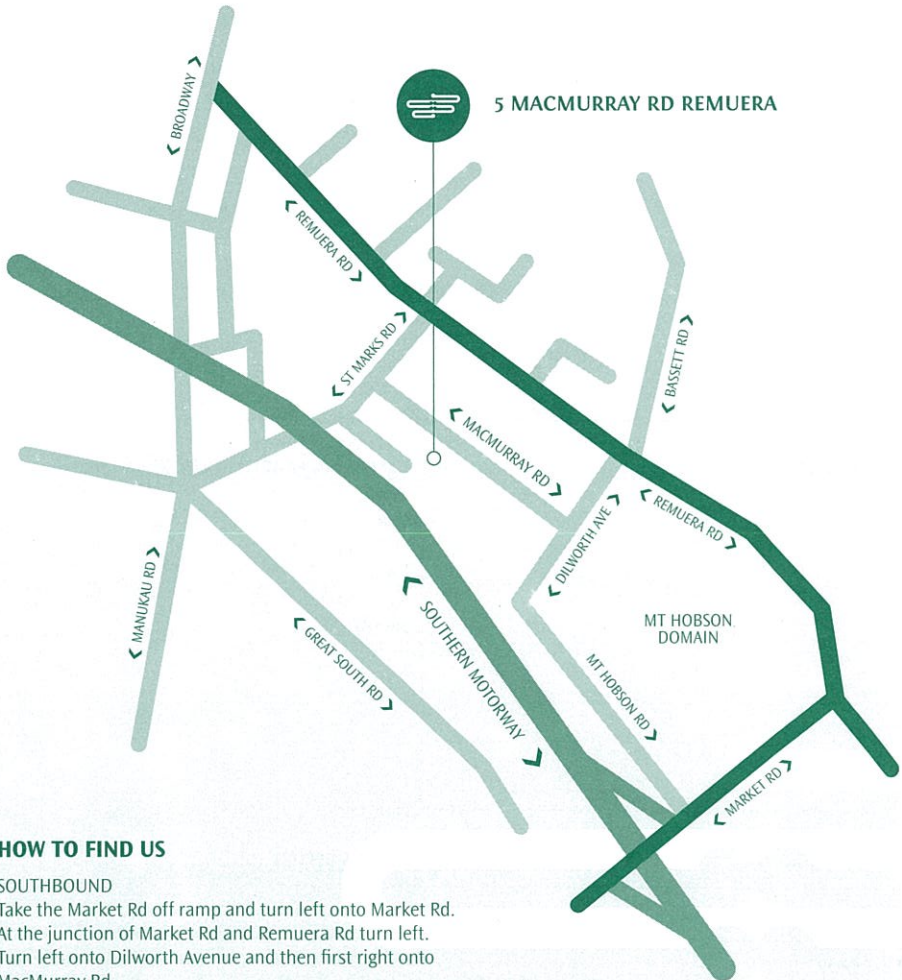 5 MACMURRAY RD REMUERA
BROADWAY
REMUERA RD
ST MARKS RD
BASSETT RD
MACMURRAY RD
REMUERA RD
DILWORTH AVE
MANUKAU RD
GREAT SOUTH RD
SOUTHERN MOTORWAY
MT HOBSON
DOMAIN
MT HOBSON RD
MARKET RD
HOW TO FIND US
SOUTHBOUND
Take the Market Rd off ramp and turn left onto Market Rd.
At the junction of Market Rd and Remuera Rd turn left.
Turn left onto Dilworth Avenue and then first right onto
MacMurray Rd